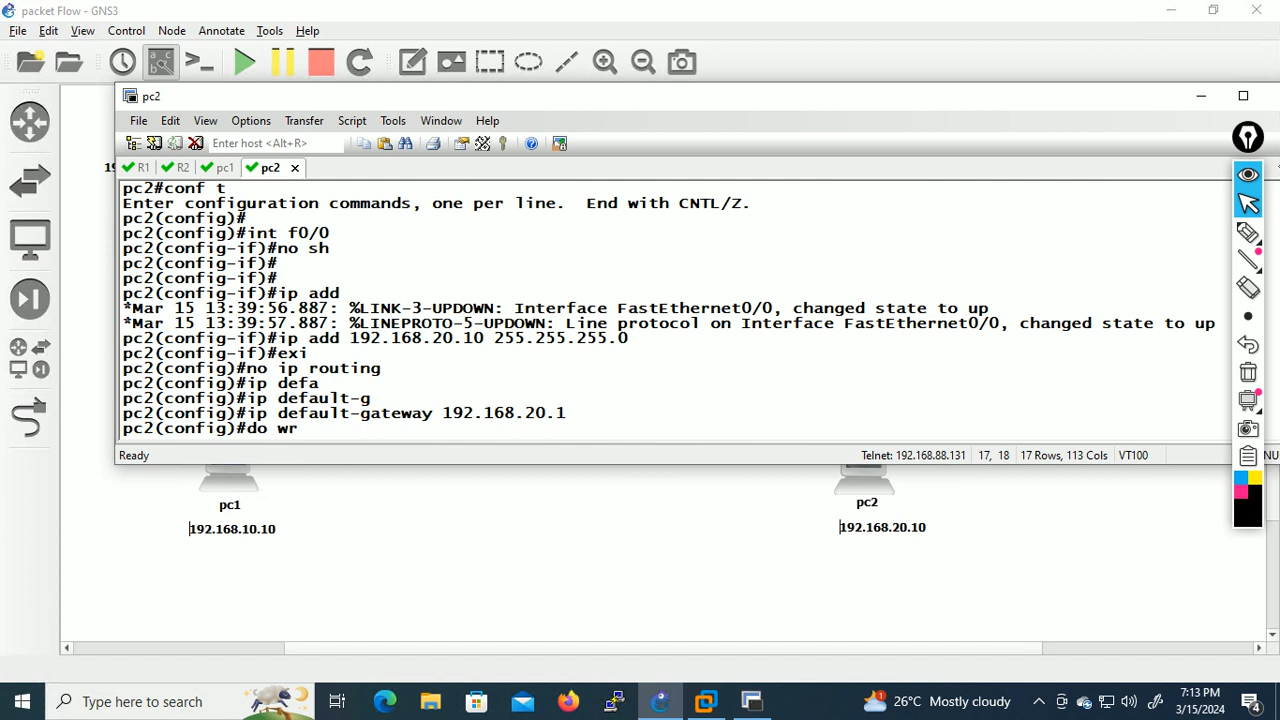 packet Flow - GNS3
File Edit View Control Node Annotate Tools Help
pc2
File Edit View Options Transfer Script Tools Window Help
Enter host <Alt+R>
19
R1 R2 pc1 pc2
pc2#conf t
Enter configuration commands, one per line.  End with CNTL/Z.
pc2(config)#
pc2(config)#int f0/0
pc2(config-if)#no sh
pc2(config-if)#
pc2(config-if)#
pc2(config-if)#ip add
*Mar 15 13:39:56.887: %LINK-3-UPDOWN: Interface FastEthernet0/0, changed state to up
*Mar 15 13:39:57.887: %LINEPROTO-5-UPDOWN: Line protocol on Interface FastEthernet0/0, changed state to up
pc2(config-if)#ip add 192.168.20.10 255.255.255.0
pc2(config-if)#exi
pc2(config)#no ip routing
pc2(config)#ip defa
pc2(config)#ip default-g
pc2(config)#ip default-gateway 192.168.20.1
pc2(config)#do wr
Ready Telnet: 192.168.88.131 17, 18 17 Rows, 113 Cols VT100 NU
pc1 pc2
192.168.10.10 192.168.20.10
Type here to search
26°C Mostly cloudy
7:13 PM
3/15/2024
4